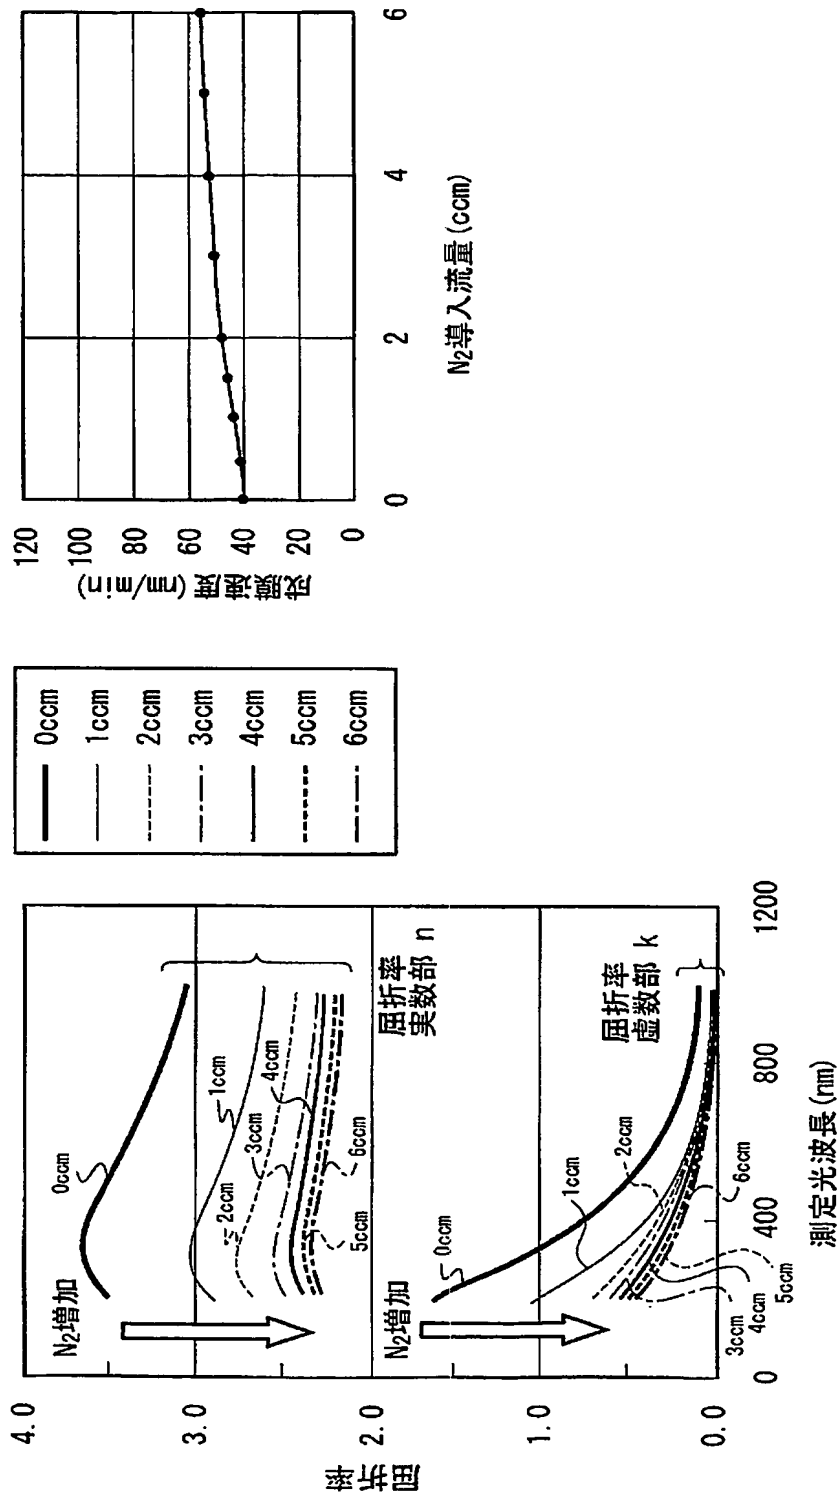 屈折率
4.0
3.0
2.0
1.0
0.0
N2増加
0ccm
1ccm
2ccm
3ccm
4ccm
5ccm
6ccm
屈折率
実数部 n
N2増加
0ccm
1ccm
2ccm
3ccm
4ccm
5ccm
6ccm
屈折率
虚数部 k
0
400
800
1200
測定光波長(nm)
0ccm
1ccm
2ccm
3ccm
4ccm
5ccm
6ccm
成膜速度(nm/min)
120
100
80
60
40
20
0
0
2
4
6
N2導入流量(ccm)